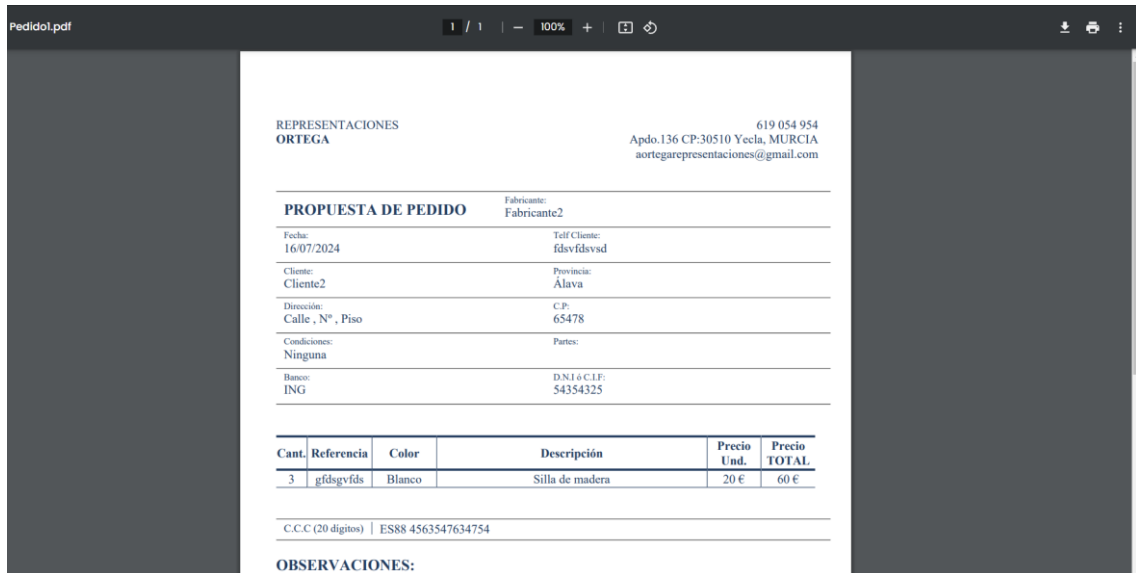 Pedido1.pdf
1 / 1 | − 100% + |
REPRESENTACIONES
ORTEGA
619 054 954
Apdo.136 CP:30510 Yecla, MURCIA
aortegarepresentaciones@gmail.com
PROPUESTA DE PEDIDO
Fabricante:
Fabricante2
Fecha:
16/07/2024
Telf Cliente:
fdsvfdsvsd
Cliente:
Cliente2
Provincia:
Álava
Dirección:
Calle , Nº , Piso
C.P:
65478
Condiciones:
Ninguna
Partes:
Banco:
ING
D.N.I ó C.I.F:
54354325
Cant. Referencia Color Descripción Precio Und. Precio TOTAL
3 gfdsgvfds Blanco Silla de madera 20 € 60 €
C.C.C (20 digitos) ES88 4563547634754
OBSERVACIONES: